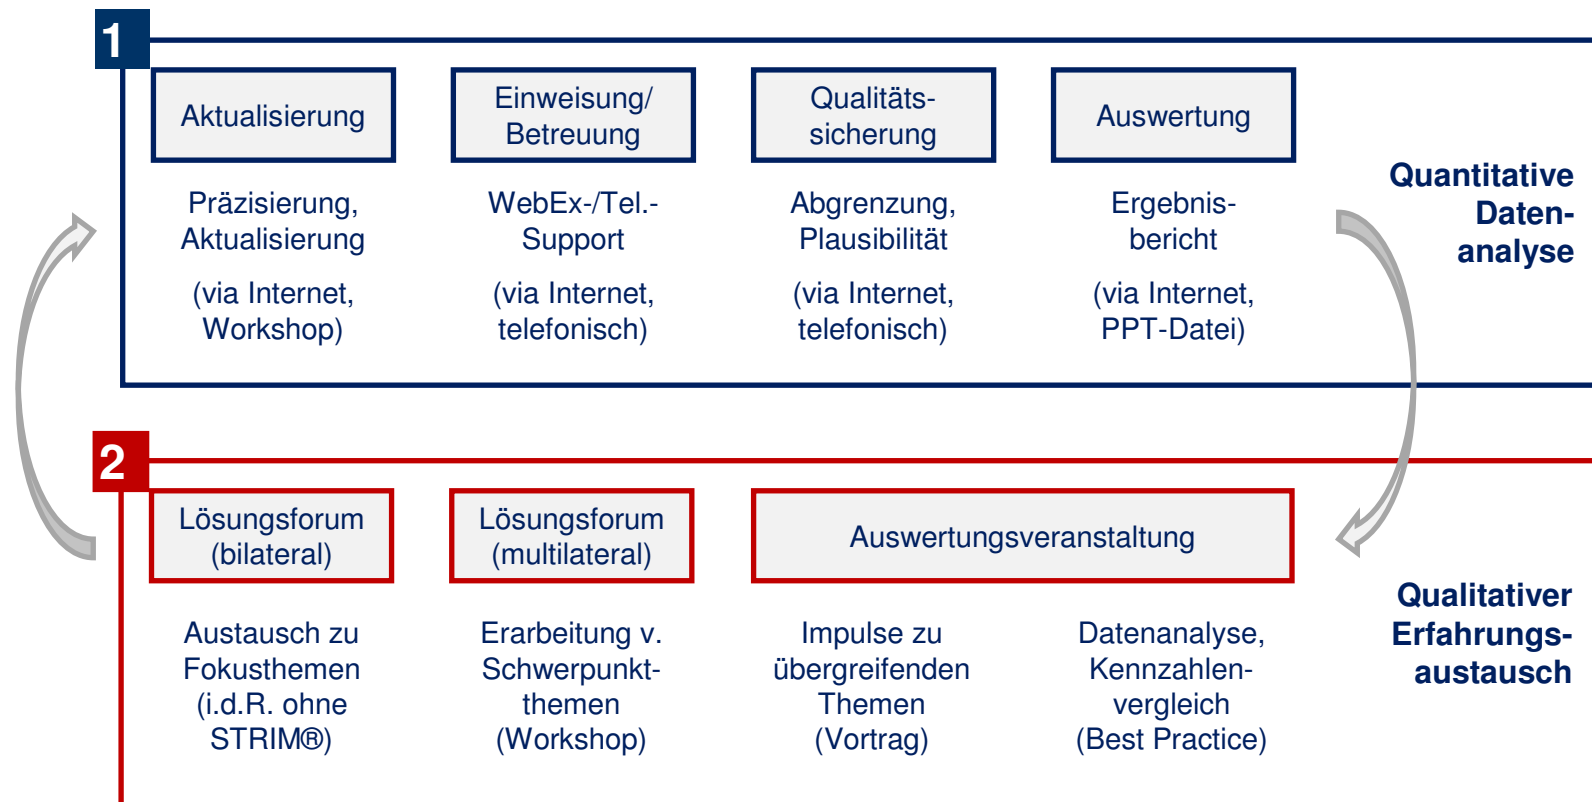 1
Aktualisierung
Einweisung/
Betreuung
Qualitäts-
sicherung
Auswertung
Präzisierung,
Aktualisierung
(via Internet,
Workshop)
WebEx-/Tel.-
Support
(via Internet,
telefonisch)
Abgrenzung,
Plausibilität
(via Internet,
telefonisch)
Ergebnis-
bericht
(via Internet,
PPT-Datei)
Quantitative
Daten-
analyse
2
Lösungsforum
(bilateral)
Lösungsforum
(multilateral)
Auswertungsveranstaltung
Austausch zu
Fokusthemen
(i.d.R. ohne
STRIM®)
Erarbeitung v.
Schwerpunkt-
themen
(Workshop)
Impulse zu
übergreifenden
Themen
(Vortrag)
Datenanalyse,
Kennzahlen-
vergleich
(Best Practice)
Qualitativer
Erfahrungs-
austausch